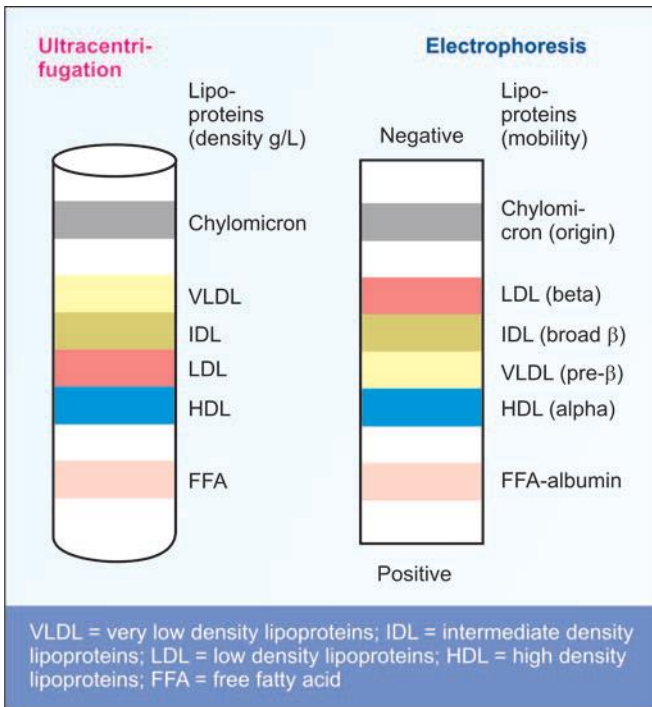 Ultracentri-
fugation
Lipo-
proteins
(density g/L)
Chylomicron
VLDL
IDL
LDL
HDL
FFA
Electrophoresis
Negative
Lipo-
proteins
(mobility)
Chylomi-
cron (origin)
LDL (beta)
IDL (broad β)
VLDL (pre-β)
HDL (alpha)
FFA-albumin
Positive
VLDL = very low density lipoproteins; IDL = intermediate density
lipoproteins; LDL = low density lipoproteins; HDL = high density
lipoproteins; FFA = free fatty acid